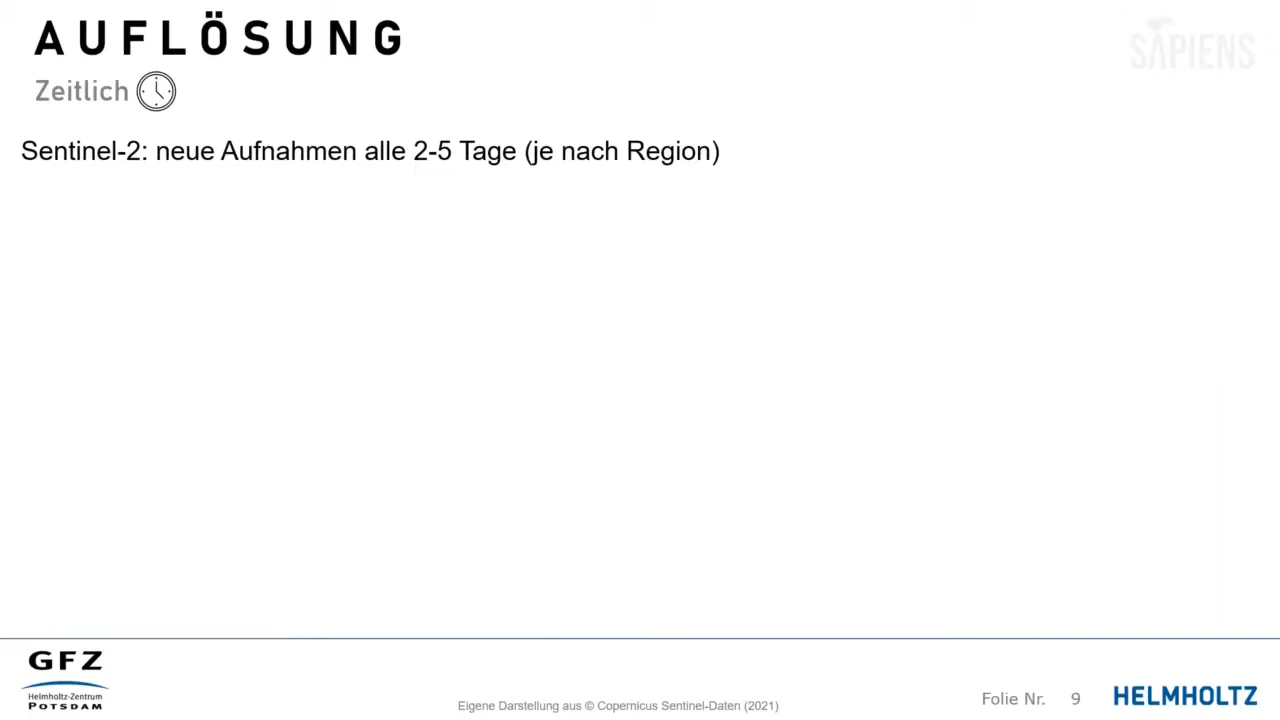 AUFLÖSUNG
SAPIENS
Zeitlich
Sentinel-2: neue Aufnahmen alle 2-5 Tage (je nach Region)
GFZ
Helmholtz-Zentrum
POTSDAM
Eigene Darstellung aus © Copernicus Sentinel-Daten (2021)
Folie Nr. 9
HELMHOLTZ